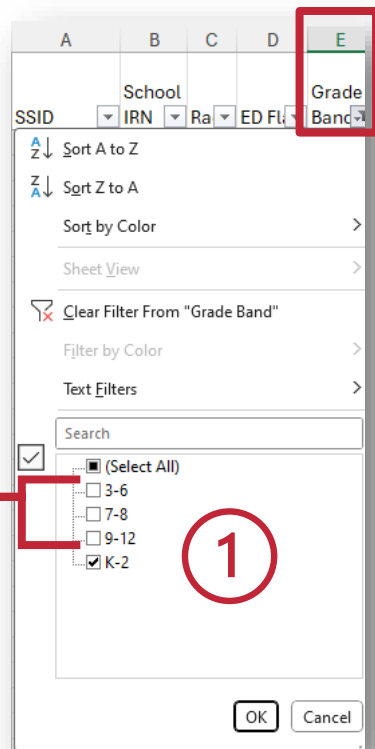 A B C D E
School Grade
SSID IRN Ra ED Fl Band
Sort A to Z
Sort Z to A
Sort by Color
Sheet View
Clear Filter From "Grade Band"
Filter by Color
Text Filters
Search
(Select All)
3-6
7-8
9-12
K-2
1
OK Cancel